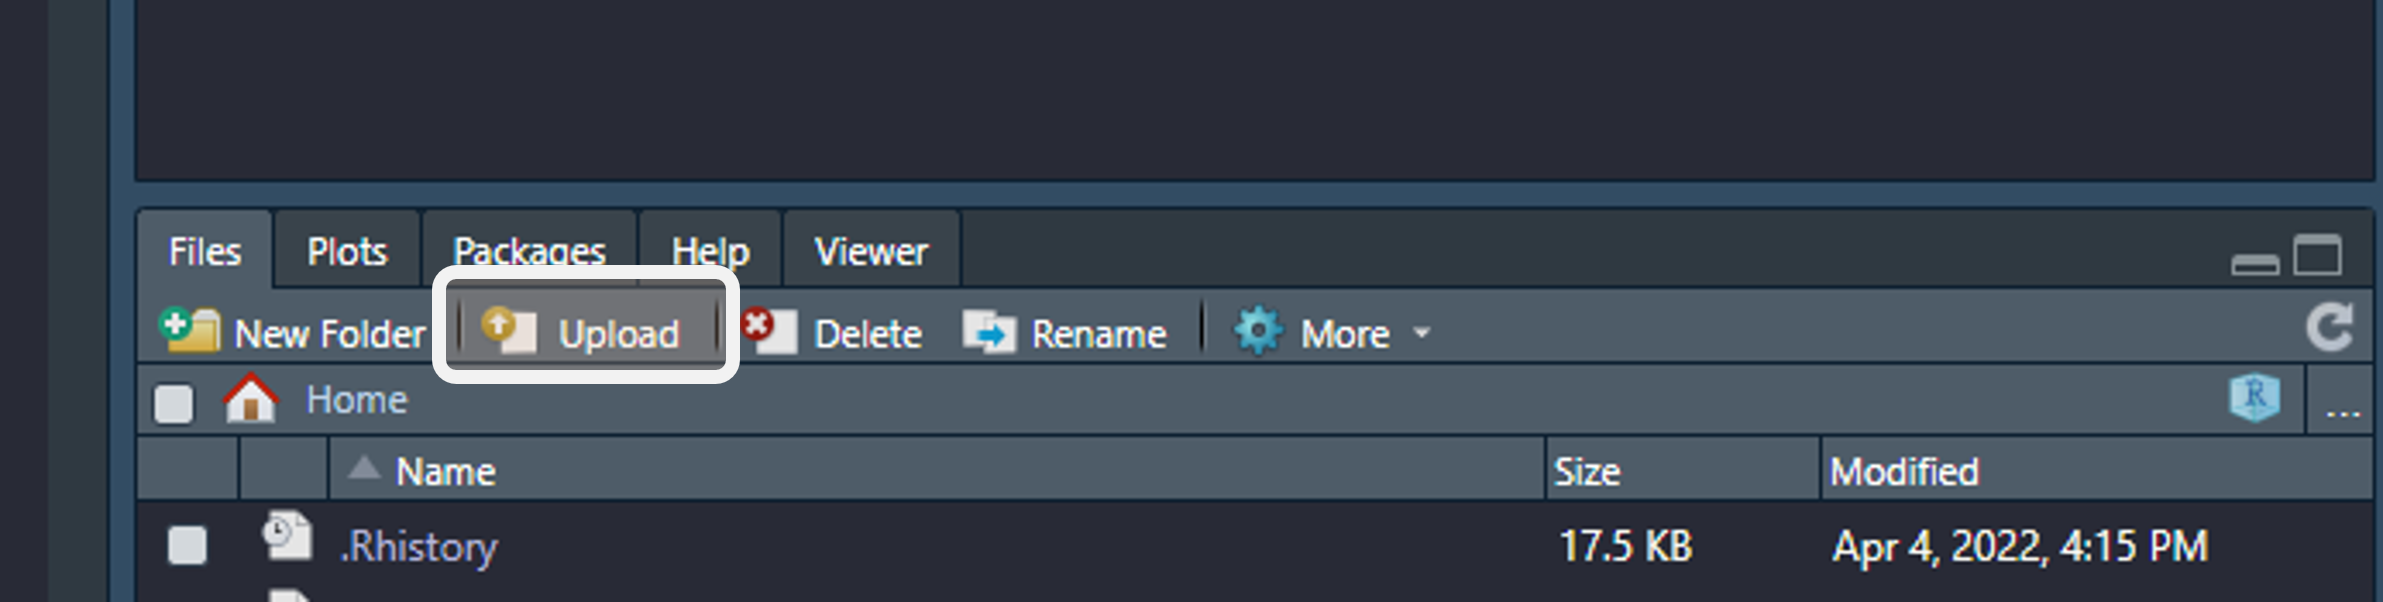 Files Plots Packages Help Viewer
New Folder Upload Delete Rename More
Home R ...
Name Size Modified
.Rhistory 17.5 KB Apr 4, 2022, 4:15 PM